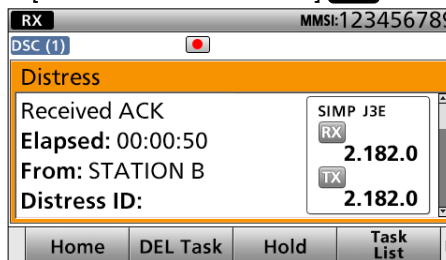 RX MMSI:123456789
DSC (1)
Distress
Received ACK
Elapsed: 00:00:50
From: STATION B
Distress ID:
SIMP J3E
RX
2.182.0
TX
2.182.0
Home DEL Task Hold Task List